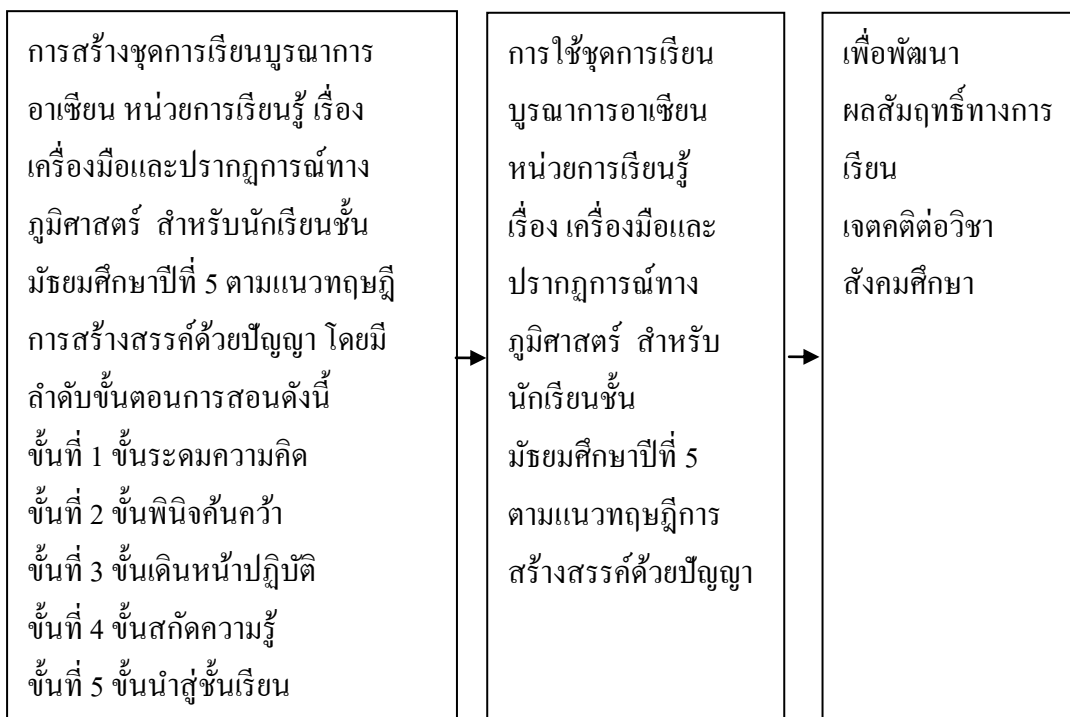 การสร้างชุดการเรียนบูรณาการ
อาเซียน หน่วยการเรียนรู้ เรื่อง
เครื่องมือและปรากฏการณ์ทาง
ภูมิศาสตร์ สำหรับนักเรียนชั้น
มัธยมศึกษาปีที่ 5 ตามแนวทฤษฎี
การสร้างสรรค์ด้วยปัญญา โดยมี
ลำดับขั้นตอนการสอนดังนี้
ขั้นที่ 1 ขั้นระดมความคิด
ขั้นที่ 2 ขั้นพินิจค้นคว้า
ขั้นที่ 3 ขั้นเดินหน้าปฏิบัติ
ขั้นที่ 4 ขั้นสกัดความรู้
ขั้นที่ 5 ขั้นนำสู่ชั้นเรียน
การใช้ชุดการเรียน
บูรณาการอาเซียน
หน่วยการเรียนรู้
เรื่อง เครื่องมือและ
ปรากฏการณ์ทาง
ภูมิศาสตร์ สำหรับ
นักเรียนชั้น
มัธยมศึกษาปีที่ 5
ตามแนวทฤษฎีการ
สร้างสรรค์ด้วยปัญญา
เพื่อพัฒนา
ผลสัมฤทธิ์ทางการ
เรียน
เจตคติต่อวิชา
สังคมศึกษา